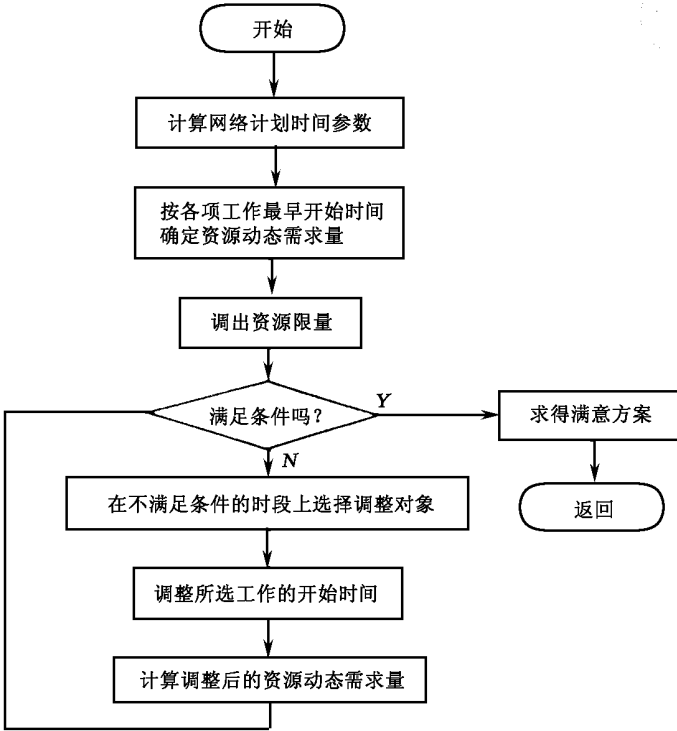 开始
计算网络计划时间参数
按各项工作最早开始时间
确定资源动态需求量
调出资源限量
满足条件吗?
Y
求得满意方案
N
返回
在不满足条件的时段上选择调整对象
调整所选工作的开始时间
计算调整后的资源动态需求量